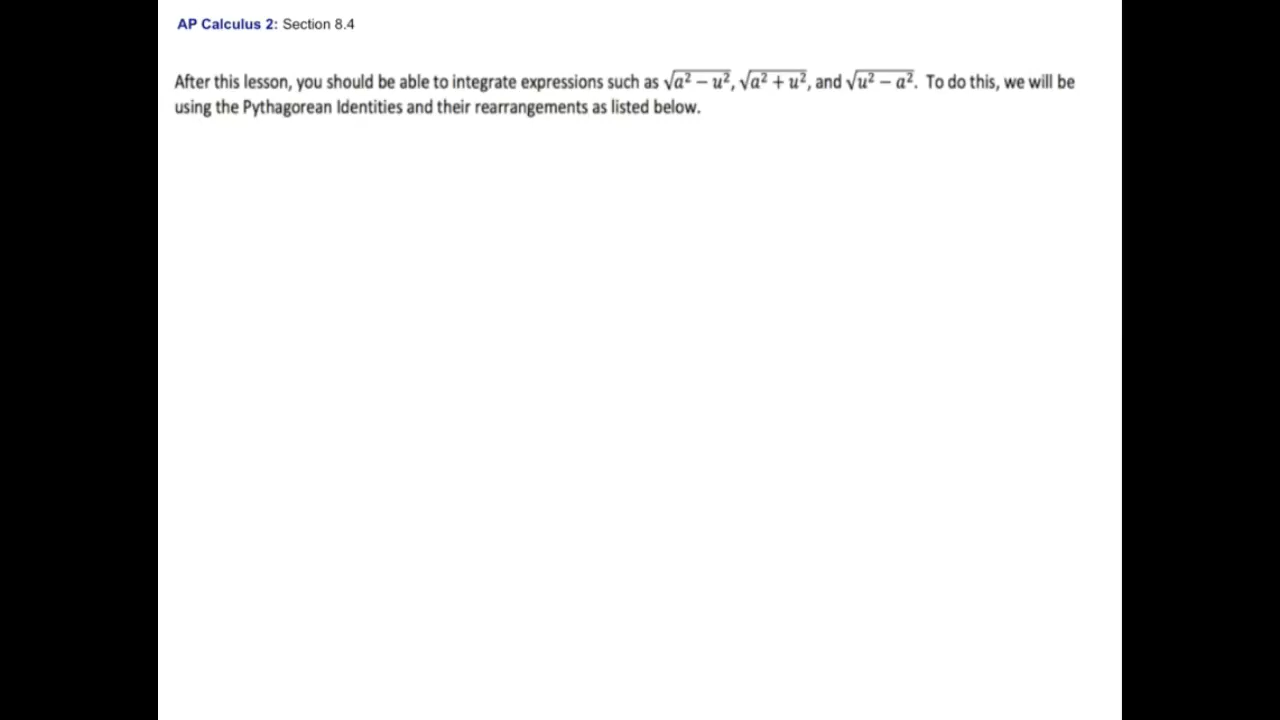 AP Calculus 2: Section 8.4
After this lesson, you should be able to integrate expressions such as √a² − u², √a² + u², and √u² − a². To do this, we will be
using the Pythagorean Identities and their rearrangements as listed below.